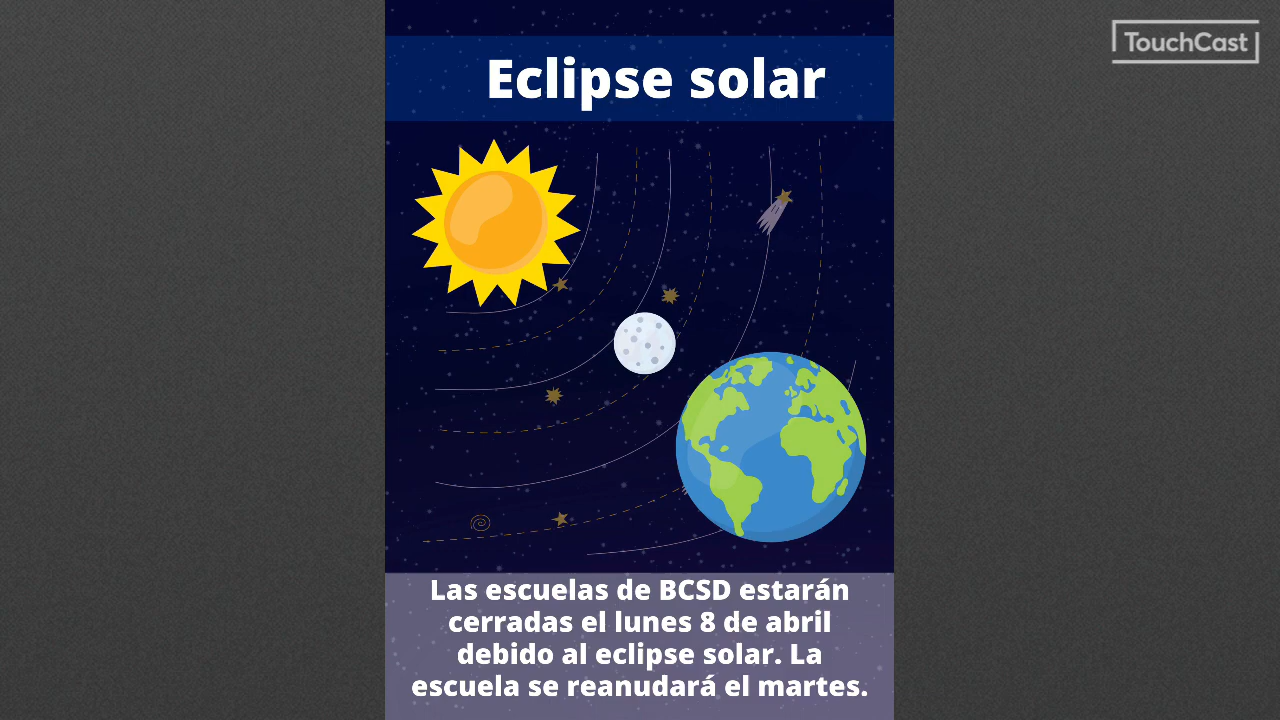 TouchCast
Eclipse solar
Las escuelas de BCSD estarán
cerradas el lunes 8 de abril
debido al eclipse solar. La
escuela se reanudará el martes.